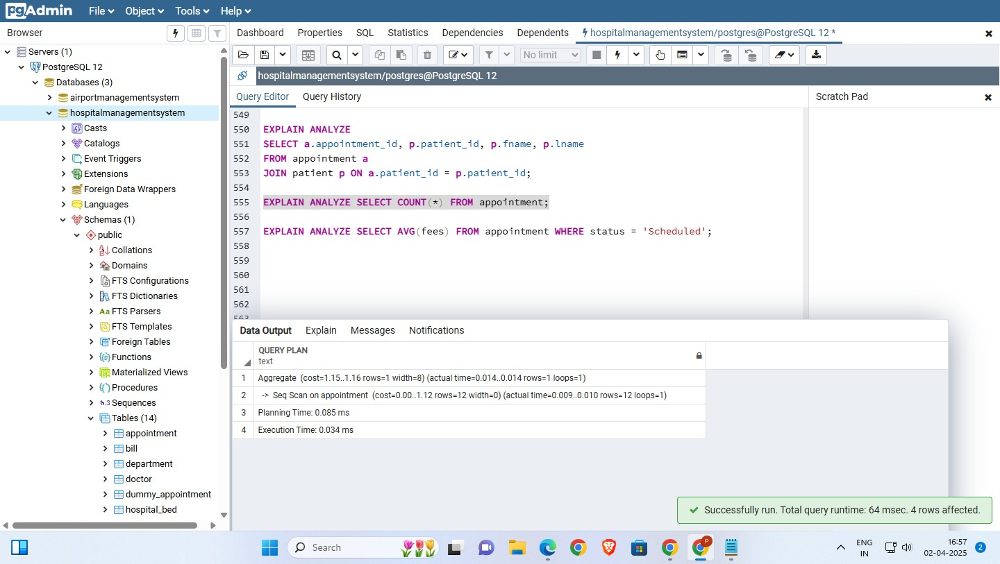 pgAdmin File Object Tools Help
Browser
Dashboard Properties SQL Statistics Dependencies Dependents hospitalmanagementsystem/postgres@PostgreSQL 12 *
No limit
hospitalmanagementsystem/postgres@PostgreSQL 12
Query Editor Query History
Scratch Pad
Servers (1)
PostgreSQL 12
Databases (3)
airportmanagementsystem
hospitalmanagementsystem
Casts
Catalogs
Event Triggers
Extensions
Foreign Data Wrappers
Languages
Schemas (1)
public
Collations
Domains
FTS Configurations
FTS Dictionaries
Aa FTS Parsers
FTS Templates
Foreign Tables
Functions
Materialized Views
Procedures
1..3 Sequences
Tables (14)
appointment
bill
department
doctor
dummy_appointment
hospital_bed
549
550 EXPLAIN ANALYZE
551 SELECT a.appointment_id, p.patient_id, p.fname, p.lname
552 FROM appointment a
553 JOIN patient p ON a.patient_id = p.patient_id;
554
555 EXPLAIN ANALYZE SELECT COUNT(*) FROM appointment;
556
557 EXPLAIN ANALYZE SELECT AVG(fees) FROM appointment WHERE status = 'Scheduled';
558
559
560
561
562
563
Data Output Explain Messages Notifications
QUERY PLAN
text
1 Aggregate (cost=1.15..1.16 rows=1 width=8) (actual time=0.014..0.014 rows=1 loops=1)
2 -> Seq Scan on appointment (cost=0.00..1.12 rows=12 width=0) (actual time=0.009..0.010 rows=12 loops=1)
3 Planning Time: 0.085 ms
4 Execution Time: 0.034 ms
Successfully run. Total query runtime: 64 msec. 4 rows affected.
Search
P
ENG
IN
16:57
02-04-2025
2